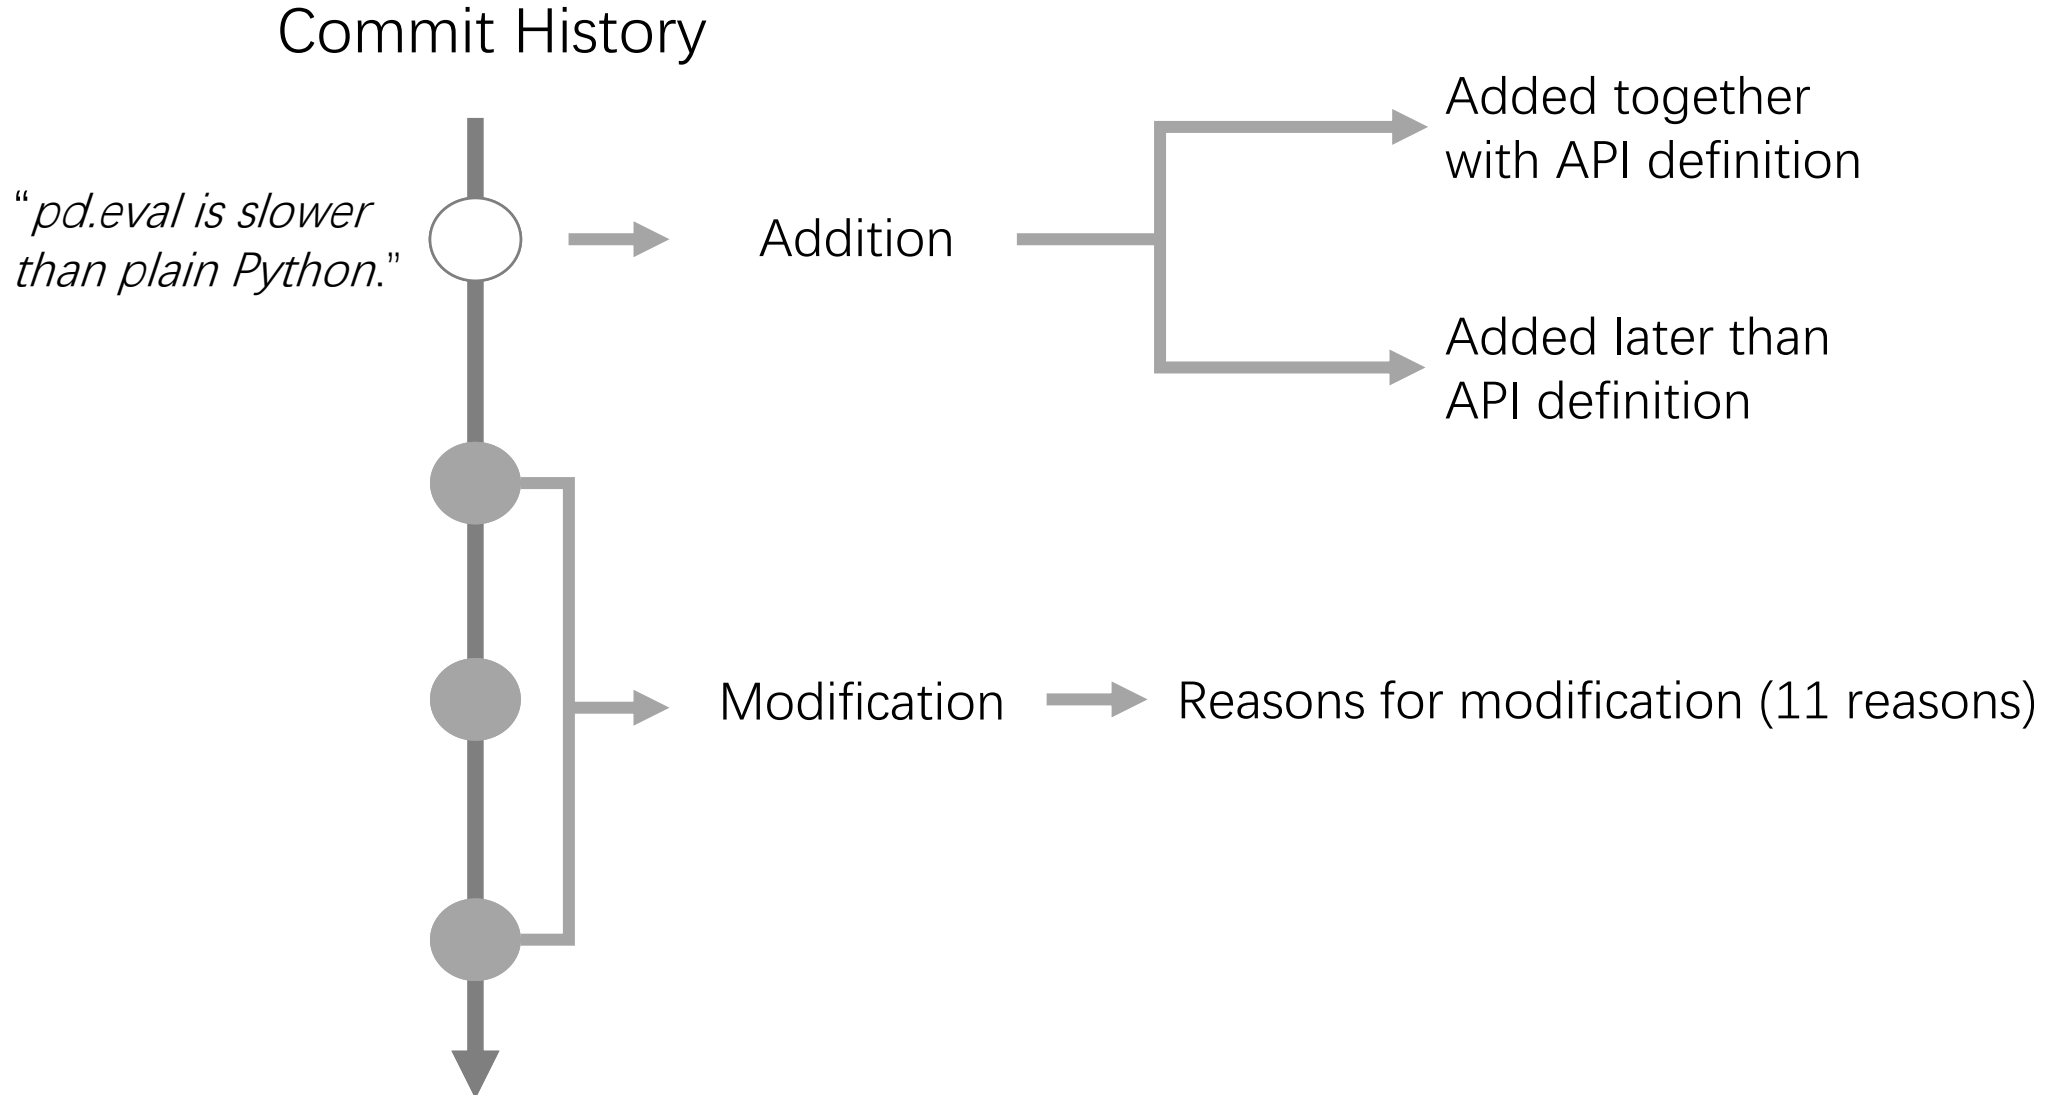 Commit History
Added together
with API definition
“pd.eval is slower
than plain Python.”
Addition
Added later than
API definition
Modification
Reasons for modification (11 reasons)